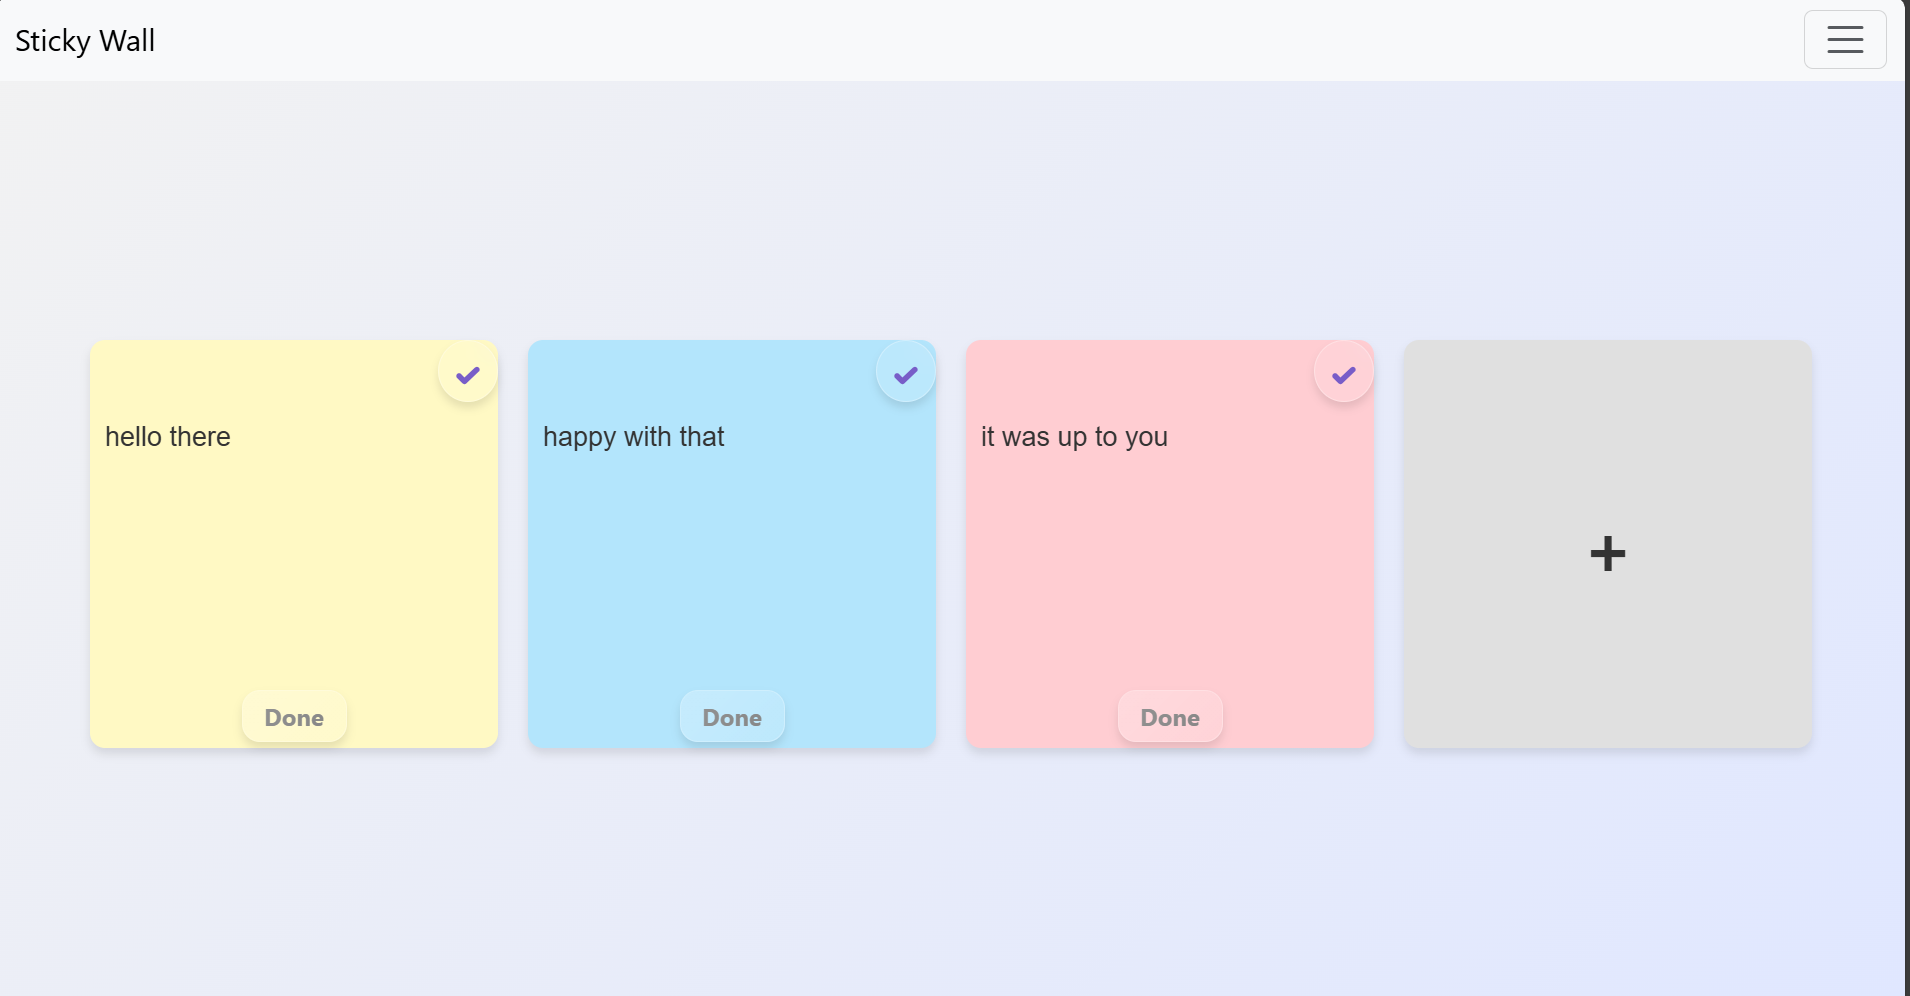 Sticky Wall
hello there
happy with that
it was up to you
+
Done
Done
Done